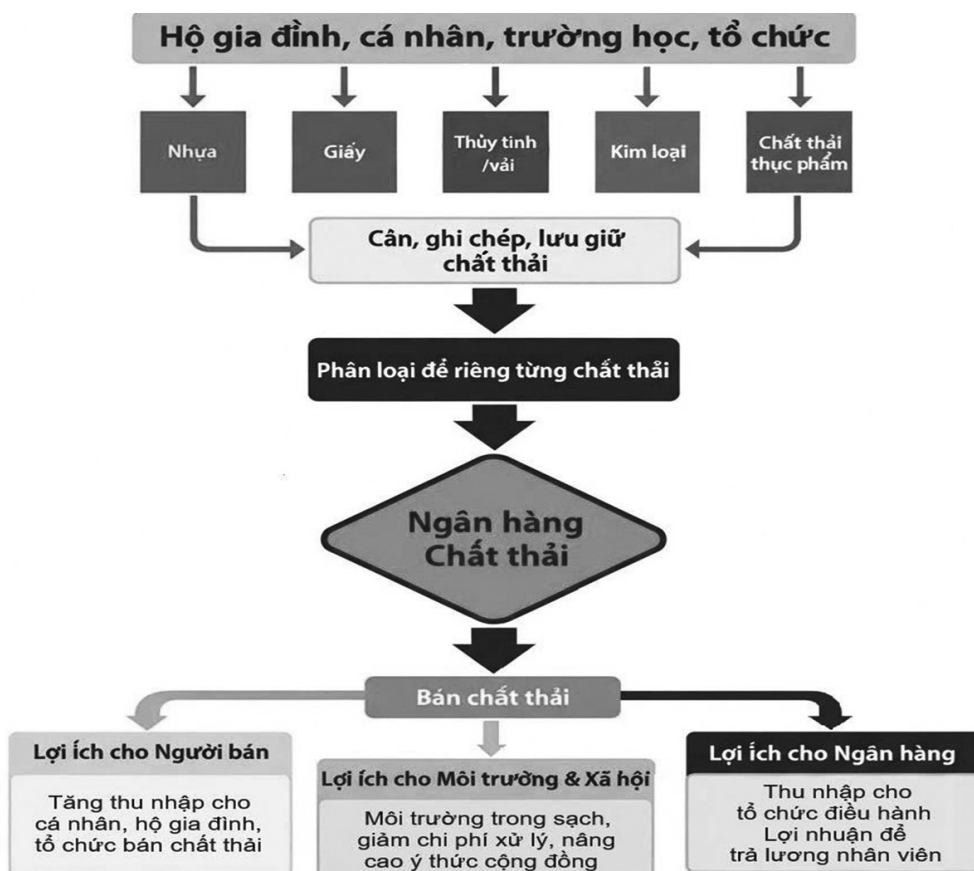 Hộ gia đình, cá nhân, trường học, tổ chức
Nhựa
Giấy
Thủy tinh
/vải
Kim loại
Chất thải
thực phẩm
Cân, ghi chép, lưu giữ
chất thải
Phân loại để riêng từng chất thải
Ngân hàng
Chất thải
Bán chất thải
Lợi ích cho Người bán
Tăng thu nhập cho
cá nhân, hộ gia đình,
tổ chức bán chất thải
Lợi ích cho Môi trường & Xã hội
Môi trường trong sạch,
giảm chi phí xử lý, nâng
cao ý thức cộng đồng
Lợi ích cho Ngân hàng
Thu nhập cho
tổ chức điều hành
Lợi nhuận để
trả lương nhân viên